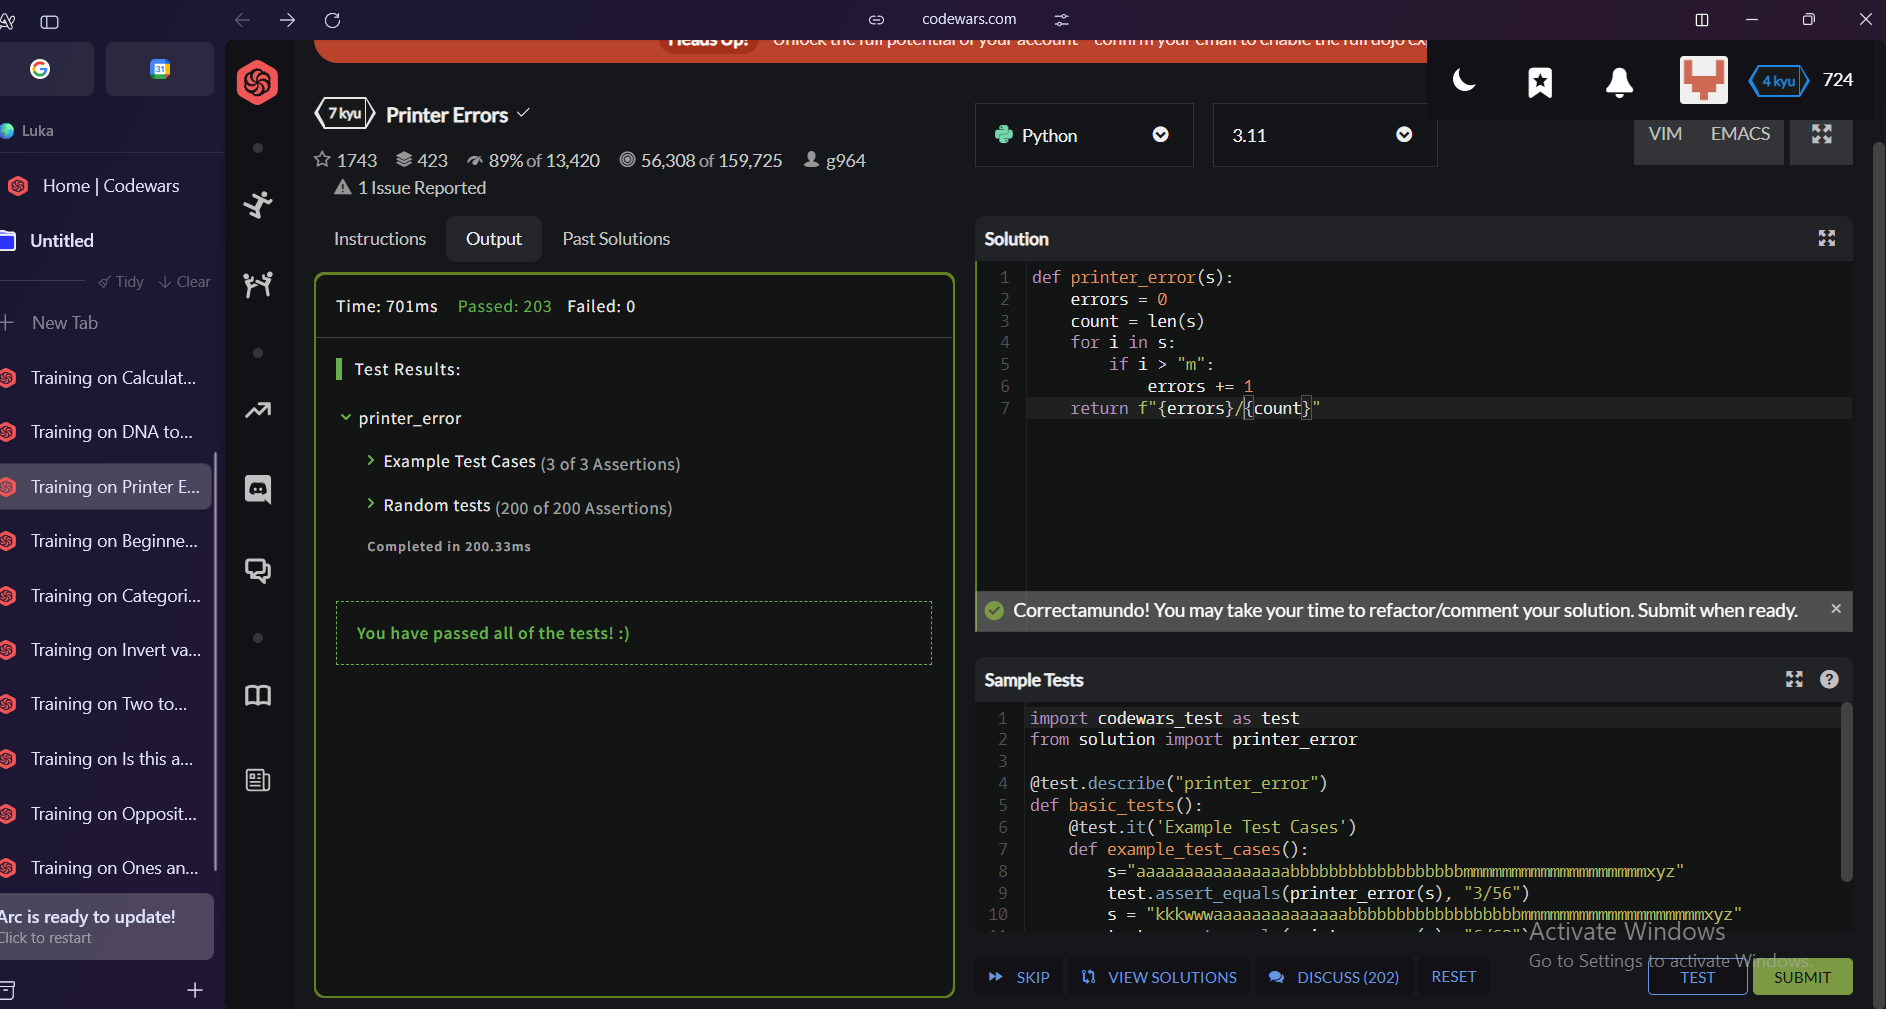 codewars.com
Luka
Home | Codewars
Untitled
Tidy Clear
New Tab
Training on Calculat...
Training on DNA to...
Training on Printer E...
Training on Beginne...
Training on Categori...
Training on Invert va...
Training on Two to...
Training on Is this a...
Training on Opposit...
Training on Ones an...
Arc is ready to update!
Click to restart
Heads Up! Unlock the full potential of your account - confirm your email to enable the full dojo ex
31
4 kyu 724
7 kyu Printer Errors
1743 423 89% of 13,420 56,308 of 159,725 g964
1 Issue Reported
Instructions Output Past Solutions
Time: 701ms Passed: 203 Failed: 0
Test Results:
printer_error
Example Test Cases (3 of 3 Assertions)
Random tests (200 of 200 Assertions)
Completed in 200.33ms
You have passed all of the tests! :)
Python 3.11 VIM EMACS
Solution
1 def printer_error(s):
2 errors = 0
3 count = len(s)
4 for i in s:
5 if i > "m":
6 errors += 1
7 return f"{errors}/{count}"
Correctamundo! You may take your time to refactor/comment your solution. Submit when ready.
Sample Tests
1 import codewars_test as test
2 from solution import printer_error
3
4 @test.describe("printer_error")
5 def basic_tests():
6 @test.it('Example Test Cases')
7 def example_test_cases():
8 s="aaaaaaaaaaaaaaaabbbbbbbbbbbbbbbbbbmmmmmmmmmmmmmmmmmmmxyz"
9 test.assert_equals(printer_error(s), "3/56")
10 s = "kkkwwwaaaaaaaaaaaaaabbbbbbbbbbbbbbbbbbmmmmmmmmmmmmmmmmmmmxyz"
SKIP VIEW SOLUTIONS DISCUSS (202) RESET TEST SUBMIT
Activate Windows
Go to Settings to activate Windows.